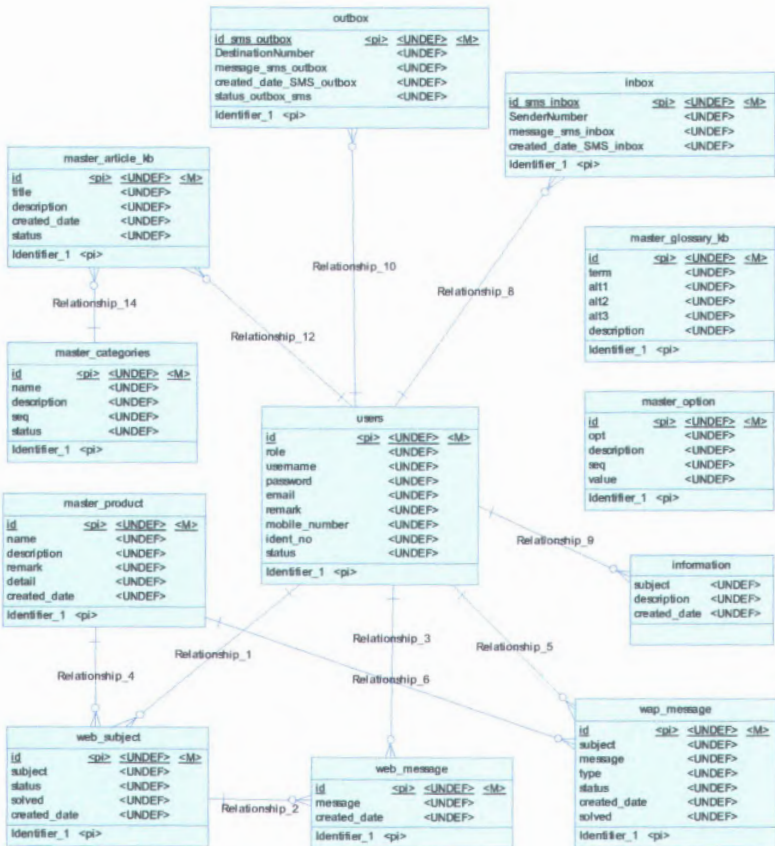 outbox
id_sms_outbox <pi> <UNDEF> <M>
DestinationNumber <UNDEF>
message_sms_outbox <UNDEF>
created_date_SMS_outbox <UNDEF>
status_outbox_sms <UNDEF>
Identifier_1 <pi>
inbox
id_sms_inbox <pi> <UNDEF> <M>
SenderNumber <UNDEF>
message_sms_inbox <UNDEF>
created_date_SMS_inbox <UNDEF>
Identifier_1 <pi>
master_article_kb
id <pi> <UNDEF> <M>
title <UNDEF>
description <UNDEF>
created_date <UNDEF>
status <UNDEF>
Identifier_1 <pi>
master_glossary_kb
id <pi> <UNDEF> <M>
term <UNDEF>
alt1 <UNDEF>
alt2 <UNDEF>
alt3 <UNDEF>
description <UNDEF>
Identifier_1 <pi>
Relationship_10
Relationship_8
Relationship_14
Relationship_12
master_categories
id <pi> <UNDEF> <M>
name <UNDEF>
description <UNDEF>
seq <UNDEF>
status <UNDEF>
Identifier_1 <pi>
users
id <pi> <UNDEF> <M>
role <UNDEF>
username <UNDEF>
password <UNDEF>
email <UNDEF>
remark <UNDEF>
mobile_number <UNDEF>
ident_no <UNDEF>
status <UNDEF>
Identifier_1 <pi>
master_option
id <pi> <UNDEF> <M>
opt <UNDEF>
description <UNDEF>
seq <UNDEF>
value <UNDEF>
Identifier_1 <pi>
master_product
id <pi> <UNDEF> <M>
name <UNDEF>
description <UNDEF>
remark <UNDEF>
detail <UNDEF>
created_date <UNDEF>
Identifier_1 <pi>
Relationship_9
information
subject <UNDEF>
description <UNDEF>
created_date <UNDEF>
Relationship_3
Relationship_5
Relationship_1
Relationship_4
Relationship_6
web_subject
id <pi> <UNDEF> <M>
subject <UNDEF>
status <UNDEF>
solved <UNDEF>
created_date <UNDEF>
Identifier_1 <pi>
Relationship_2
web_message
id <pi> <UNDEF> <M>
message <UNDEF>
created_date <UNDEF>
Identifier_1 <pi>
wap_message
id <pi> <UNDEF> <M>
subject <UNDEF>
message <UNDEF>
type <UNDEF>
status <UNDEF>
created_date <UNDEF>
solved <UNDEF>
Identifier_1 <pi>